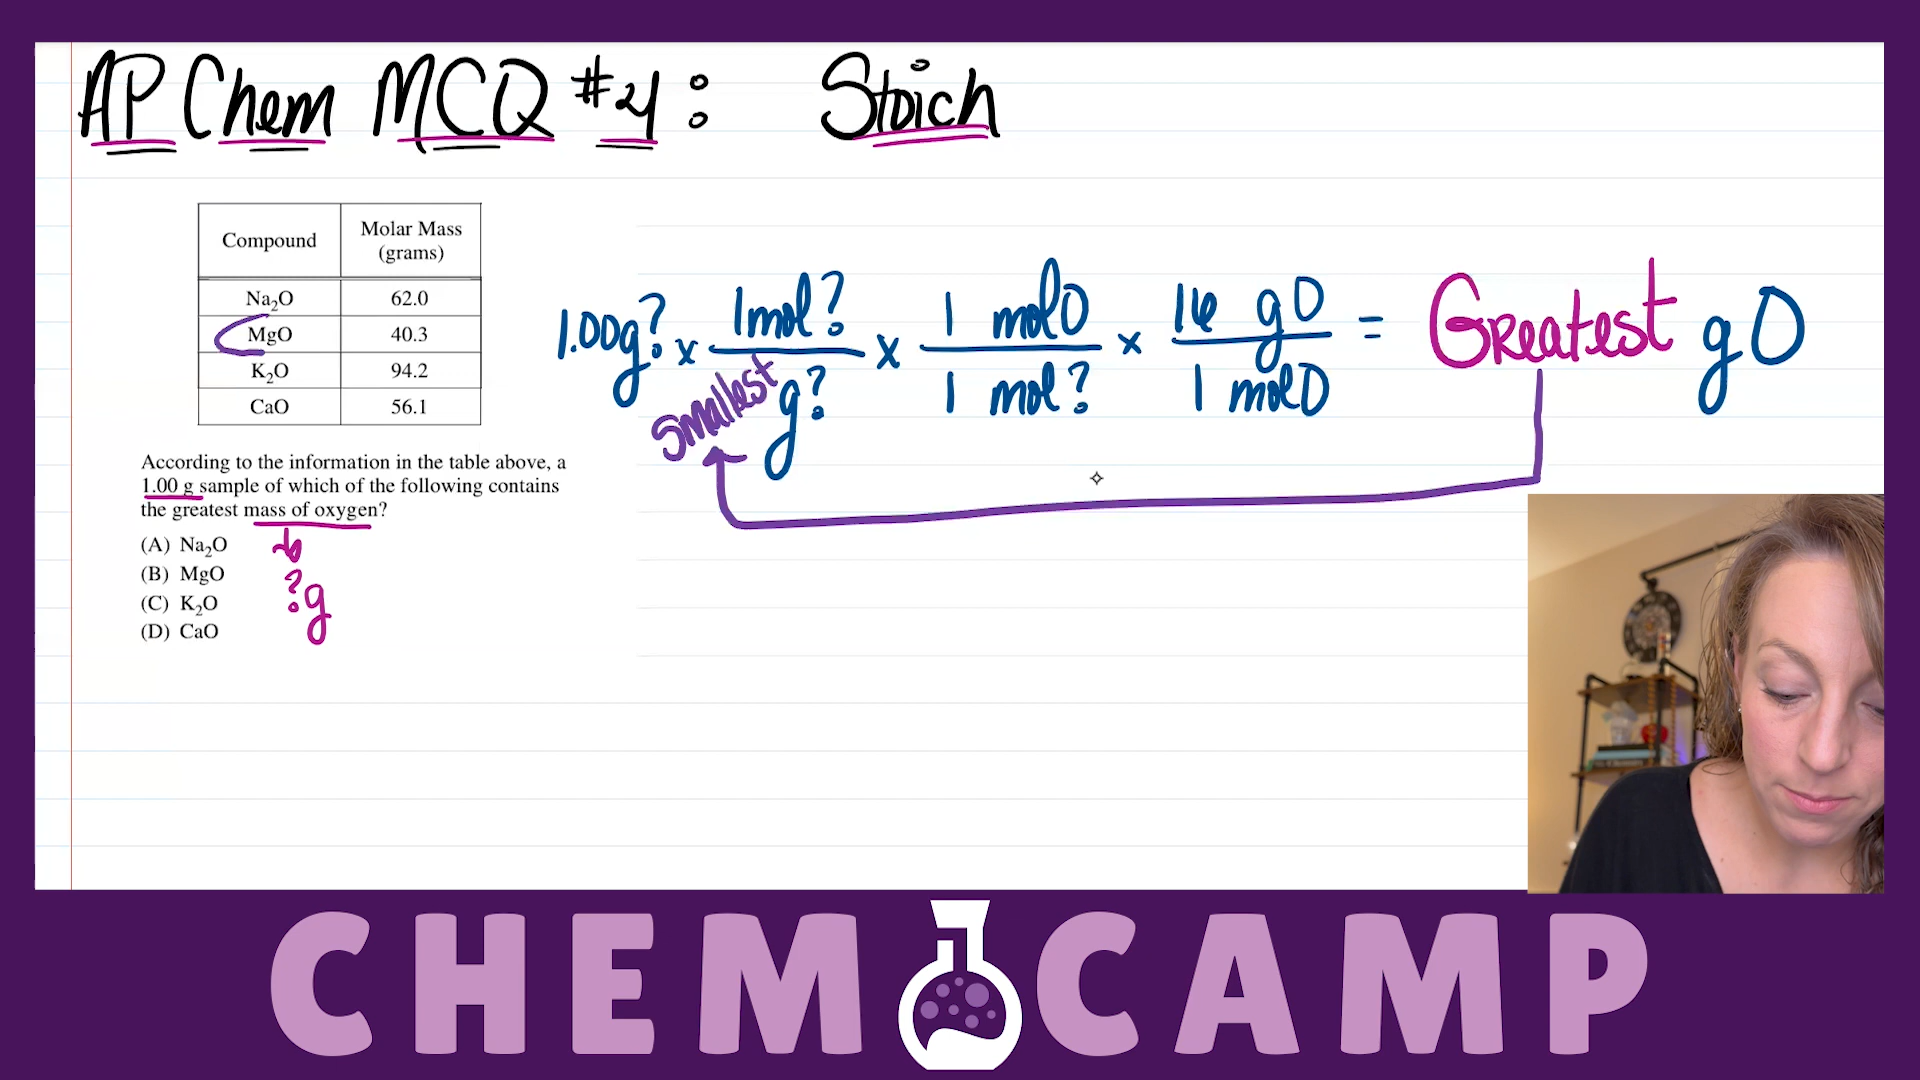 AP Chem MCQ #4: Stoich
Compound Molar Mass (grams)
Na₂O 62.0
MgO 40.3
K₂O 94.2
CaO 56.1
According to the information in the table above, a
1.00 g sample of which of the following contains
the greatest mass of oxygen?
(A) Na₂O
(B) MgO
(C) K₂O
(D) CaO
?g
1.00g? x 1mol? / g? x 1 molO / 1 mol? x 16 gO / 1 molO = Greatest gO
Smallest
CHEM CAMP